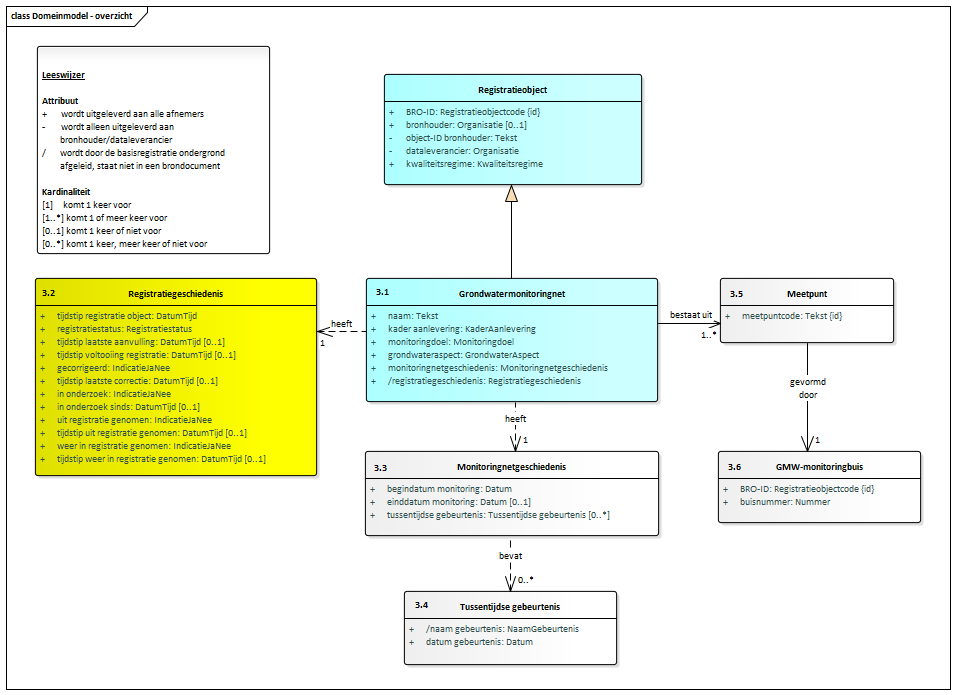 class Domeinmodel - overzicht
Leeswijzer
Attribuut
+ wordt uitgeleverd aan alle afnemers
- wordt alleen uitgeleverd aan
bronhouder/dataleverancier
/ wordt door de basisregistratie ondergrond
afgeleid, staat niet in een brondocument
Kardinaliteit
[1] komt 1 keer voor
[1..*] komt 1 of meer keer voor
[0..1] komt 1 keer of niet voor
[0..*] komt 1 keer, meer keer of niet voor
Registratieobject
+ BRO-ID: Registratieobjectcode {id}
+ bronhouder: Organisatie [0..1]
- object-ID bronhouder: Tekst
- dataleverancier: Organisatie
+ kwaliteitsregime: Kwaliteitsregime
3.2 Registratiegeschiedenis
+ tijdstip registratie object: DatumTijd
+ registratiestatus: Registratiestatus
+ tijdstip laatste aanvulling: DatumTijd [0..1]
+ tijdstip voltooiing registratie: DatumTijd [0..1]
+ gecorrigeerd: IndicatieJaNee
+ tijdstip laatste correctie: DatumTijd [0..1]
+ in onderzoek: IndicatieJaNee
+ in onderzoek sinds: DatumTijd [0..1]
+ uit registratie genomen: IndicatieJaNee
+ tijdstip uit registratie genomen: DatumTijd [0..1]
+ weer in registratie genomen: IndicatieJaNee
+ tijdstip weer in registratie genomen: DatumTijd [0..1]
heeft
1
3.1 Grondwatermonitoringnet
+ naam: Tekst
+ kader aanlevering: KaderAanlevering
+ monitoringdoel: Monitoringdoel
+ grondwateraspect: GrondwaterAspect
+ monitoringnetgeschiedenis: Monitoringnetgeschiedenis
+ /registratiegeschiedenis: Registratiegeschiedenis
bestaat uit
1..*
3.5 Meetpunt
+ meetpuntcode: Tekst {id}
gevormd
door
1
heeft
1
3.3 Monitoringnetgeschiedenis
+ begindatum monitoring: Datum
+ einddatum monitoring: Datum [0..1]
+ tussentijdse gebeurtenis: Tussentijdse gebeurtenis [0..*]
3.6 GMW-monitoringbuis
+ BRO-ID: Registratieobjectcode {id}
+ buisnummer: Nummer
bevat
0..*
3.4 Tussentijdse gebeurtenis
+ /naam gebeurtenis: NaamGebeurtenis
+ datum gebeurtenis: Datum